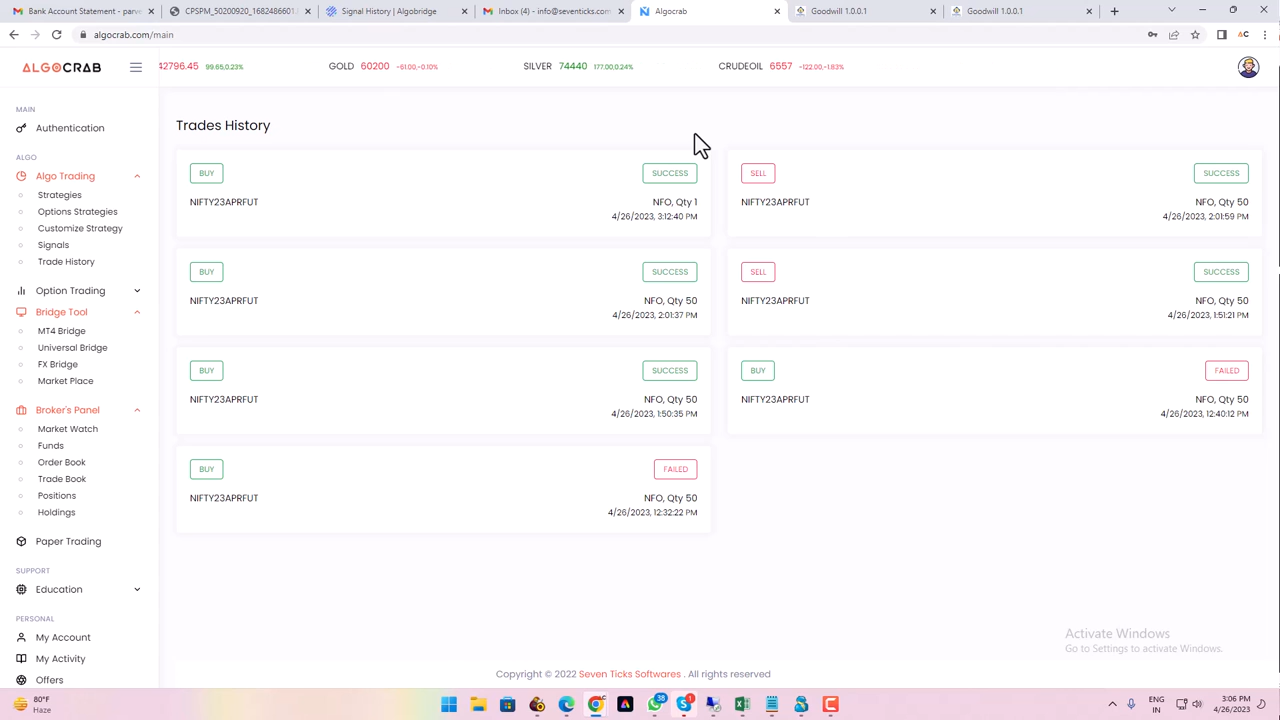 Bank Account Statement - parve
CPSPM_50200920_1682486601.
Signal History | Algobridge
Inbox (4) - info@seventicks.com
Algocrab
Goodwill 1.0.0.1
Goodwill 1.0.0.1
algocrab.com/main
AC
ALGOCRAB
42796.45 99.65,0.23%
GOLD 60200 -61.00,-0.10%
SILVER 74440 177.00,0.24%
CRUDEOIL 6557 -122.00,-1.83%
MAIN
Authentication
ALGO
Algo Trading
Strategies
Options Strategies
Customize Strategy
Signals
Trade History
Option Trading
Bridge Tool
MT4 Bridge
Universal Bridge
FX Bridge
Market Place
Broker's Panel
Market Watch
Funds
Order Book
Trade Book
Positions
Holdings
Paper Trading
SUPPORT
Education
PERSONAL
My Account
My Activity
Offers
Trades History
BUY SUCCESS
NIFTY23APRFUT NFO, Qty 1
4/26/2023, 3:12:40 PM
SELL SUCCESS
NIFTY23APRFUT NFO, Qty 50
4/26/2023, 2:01:59 PM
BUY SUCCESS
NIFTY23APRFUT NFO, Qty 50
4/26/2023, 2:01:37 PM
SELL SUCCESS
NIFTY23APRFUT NFO, Qty 50
4/26/2023, 1:51:21 PM
BUY SUCCESS
NIFTY23APRFUT NFO, Qty 50
4/26/2023, 1:50:35 PM
BUY FAILED
NIFTY23APRFUT NFO, Qty 50
4/26/2023, 12:40:12 PM
BUY FAILED
NIFTY23APRFUT NFO, Qty 50
4/26/2023, 12:32:22 PM
Activate Windows
Go to Settings to activate Windows.
Copyright © 2022 Seven Ticks Softwares . All rights reserved
80°F
Haze
38
1
ENG
IN
3:06 PM
4/26/2023